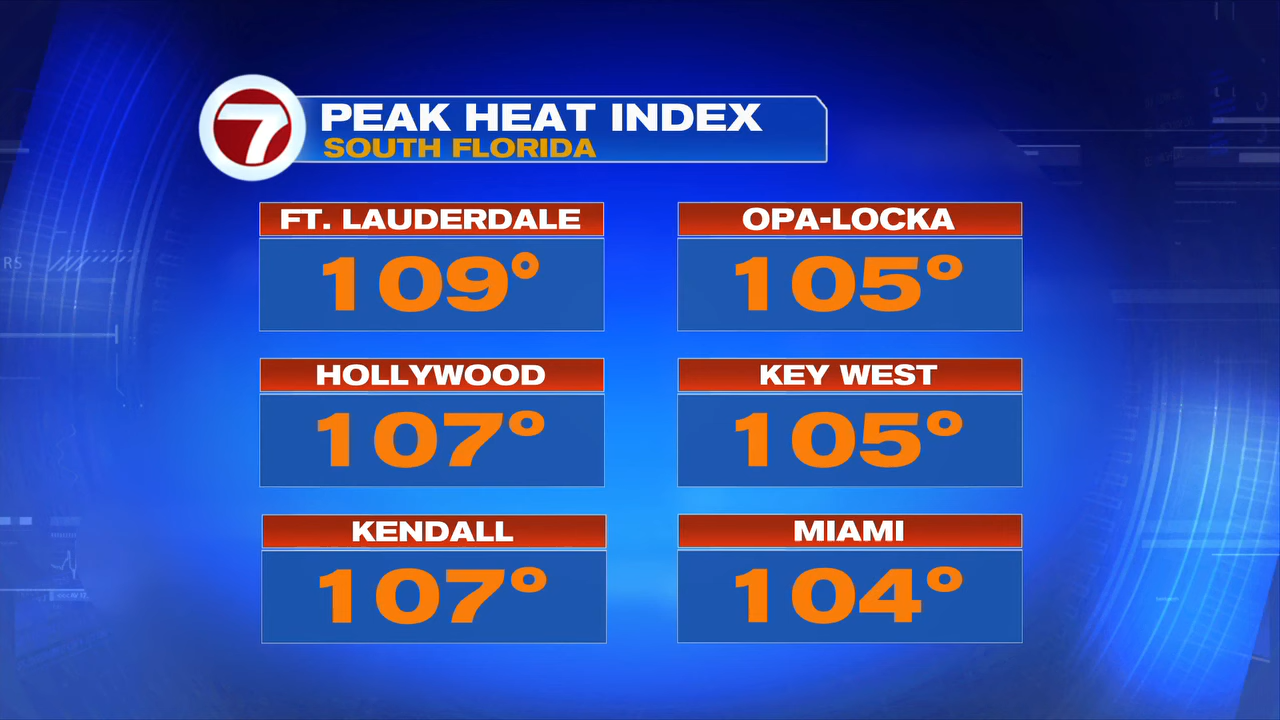 7
PEAK HEAT INDEX
SOUTH FLORIDA
FT. LAUDERDALE
109°
OPA-LOCKA
105°
HOLLYWOOD
107°
KEY WEST
105°
KENDALL
107°
MIAMI
104°
RS